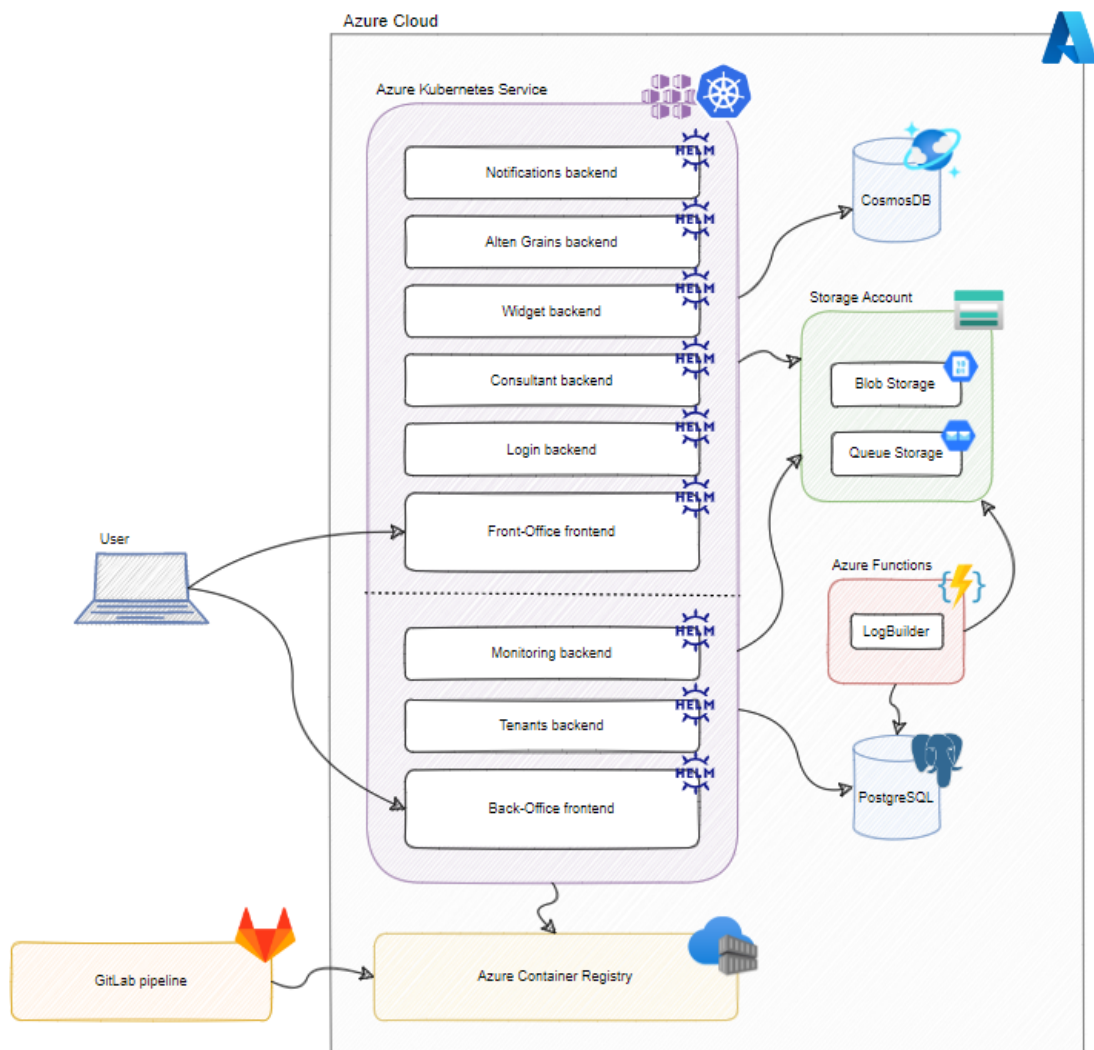 Azure Cloud
Azure Kubernetes Service
HELM
Notifications backend
HELM
Alten Grains backend
HELM
Widget backend
HELM
Consultant backend
HELM
Login backend
HELM
Front-Office frontend
HELM
Monitoring backend
HELM
Tenants backend
HELM
Back-Office frontend
CosmosDB
Storage Account
10
01
Blob Storage
Queue Storage
Azure Functions
LogBuilder
PostgreSQL
User
GitLab pipeline
Azure Container Registry